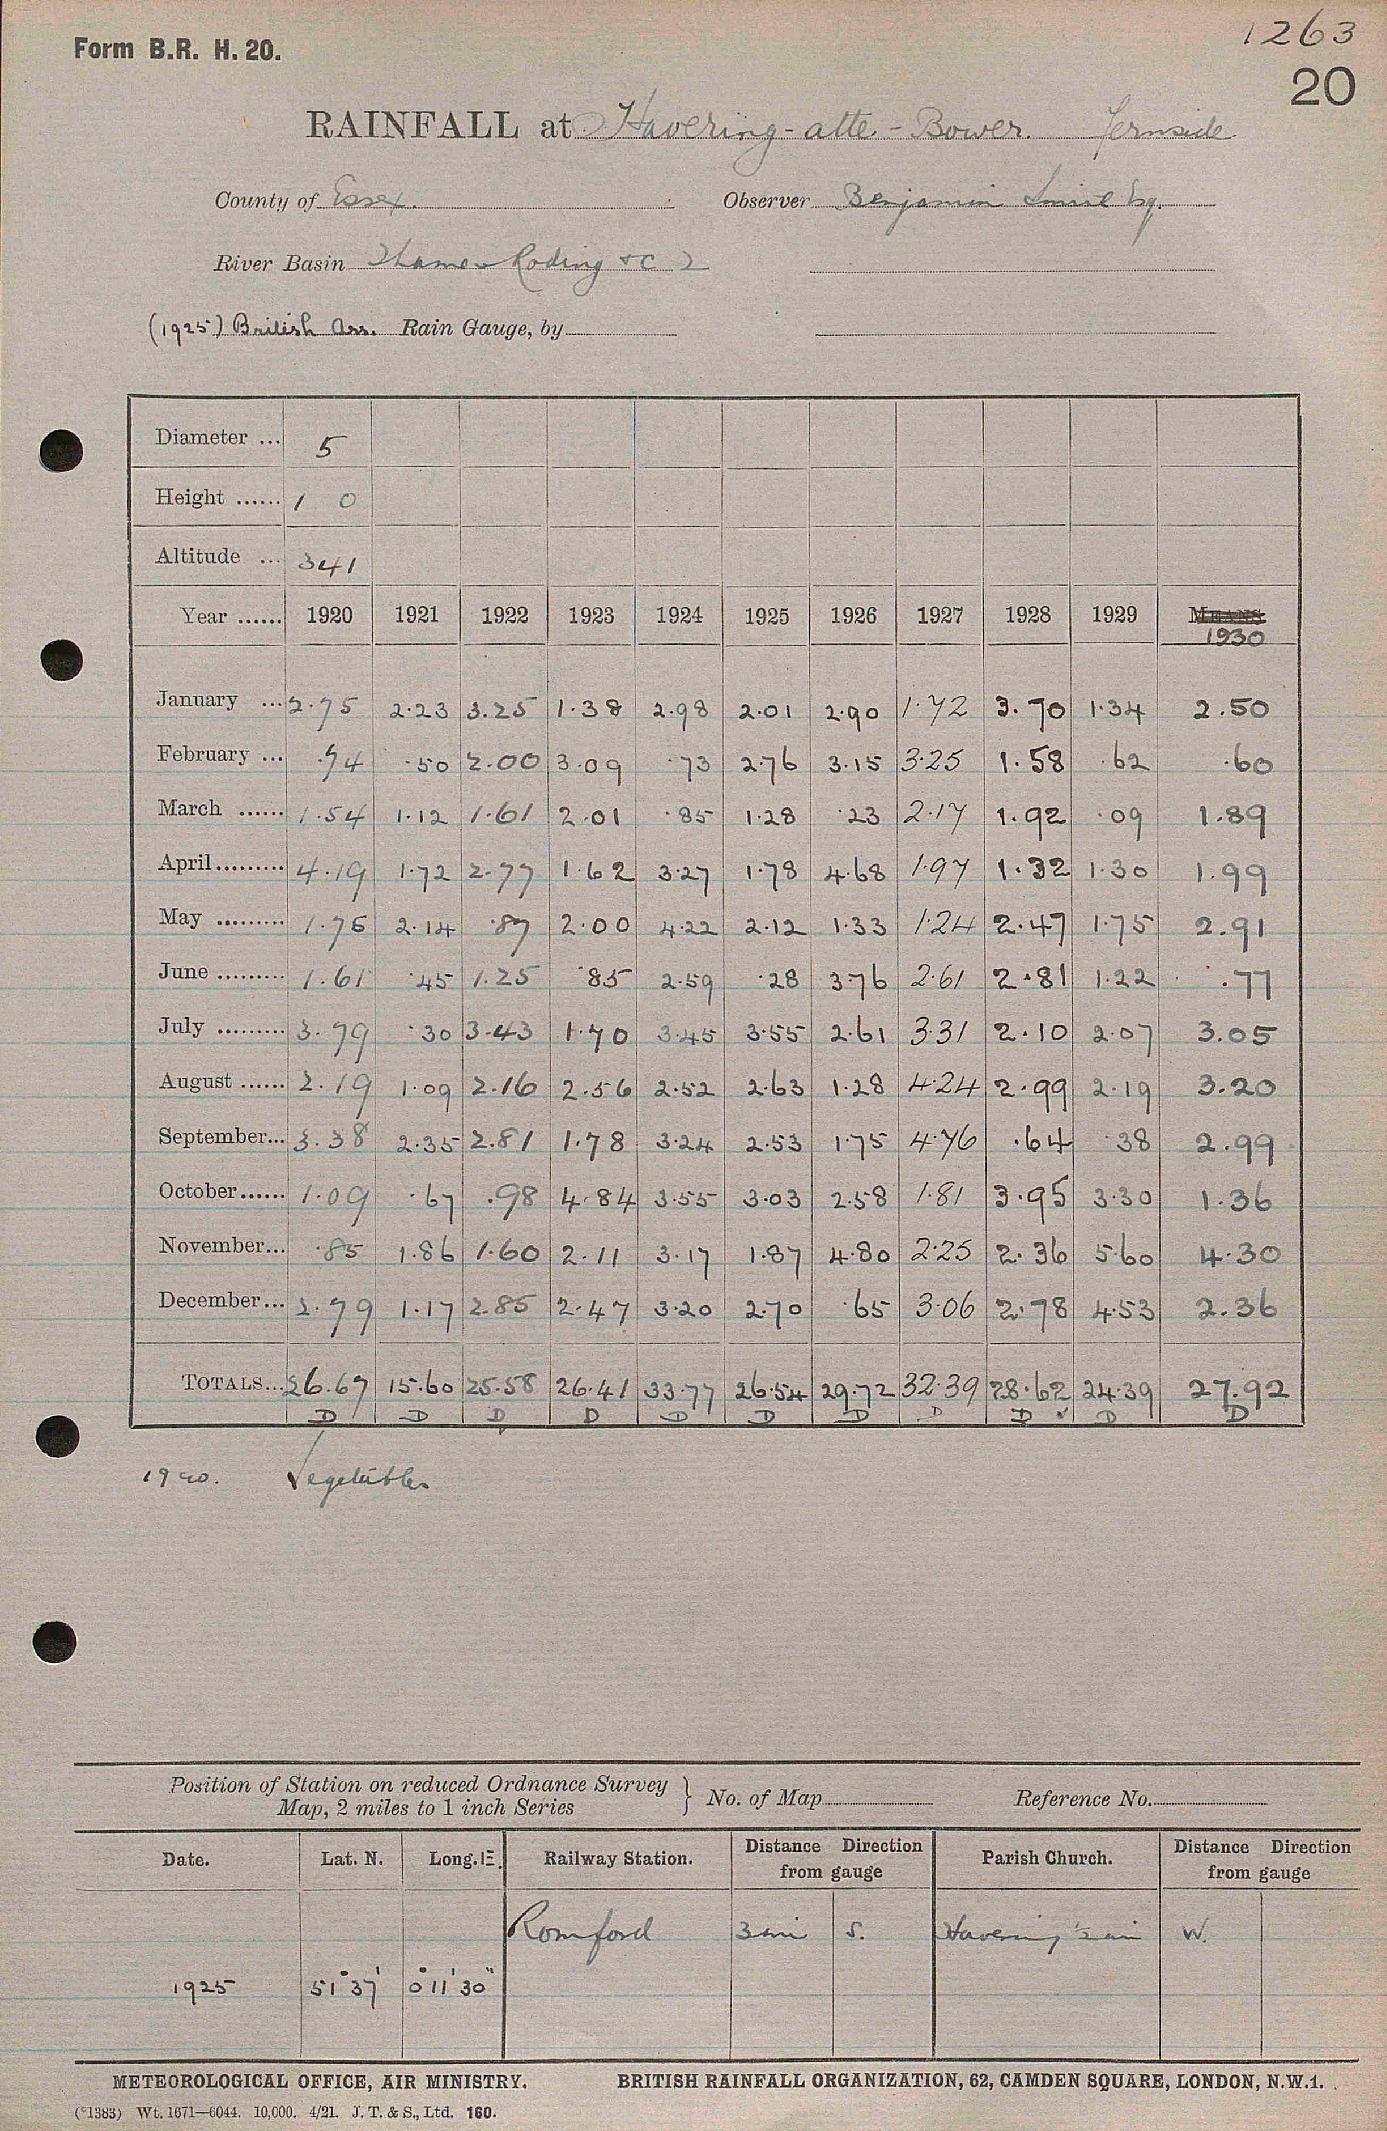 Form B.R. H. 20.
1263
20
RAINFALL at Havering-atte-Bower. Fernside
County of Essex. Observer Benjamin Esq.
River Basin Thames Roding &c 2
(1925) British Ass. Rain Gauge, by
Diameter ... 5
Height ...... 1 0
Altitude ... 341
Year ...... 1920 1921 1922 1923 1924 1925 1926 1927 1928 1929 MEANS 1930
January ... 2.75 2.23 3.25 1.38 2.98 2.01 2.90 1.72 3.70 1.34 2.50
February ... .74 .50 2.00 3.09 .73 2.76 3.15 3.25 1.58 .62 .60
March ...... 1.54 1.12 1.61 2.01 .85 1.28 .23 2.17 1.92 .09 1.89
April ......... 4.19 1.72 2.77 1.62 3.27 1.78 4.68 1.97 1.32 1.30 1.99
May ......... 1.75 2.14 .87 2.00 4.22 2.12 1.33 1.24 2.47 1.75 2.91
June ......... 1.61 .45 1.25 .85 2.59 .28 3.76 2.61 2.81 1.22 .77
July ......... 3.79 .30 3.43 1.70 3.45 3.55 2.61 3.31 2.10 2.07 3.05
August ...... 2.19 1.09 2.16 2.56 2.52 2.63 1.28 4.24 2.99 2.19 3.20
September... 3.38 2.35 2.81 1.78 3.24 2.53 1.75 4.76 .64 .38 2.99
October...... 1.09 .67 .98 4.84 3.55 3.03 2.58 1.81 3.95 3.30 1.36
November... .85 1.86 1.60 2.11 3.17 1.87 4.80 2.25 2.36 5.60 4.30
December... 2.79 1.17 2.85 2.47 3.20 2.70 .65 3.06 2.78 4.53 2.36
TOTALS... 26.67 15.60 25.58 26.41 33.77 26.54 29.72 32.39 28.62 24.39 27.92
D D D D D D D D D ✓ D D
1920. Vegetables
Position of Station on reduced Ordnance Survey
Map, 2 miles to 1 inch Series } No. of Map Reference No.
Date. Lat. N. Long. E. Railway Station. Distance Direction from gauge Parish Church. Distance Direction from gauge
Romford 3 mi S. Havering ½ mi W.
1925 51° 37' 0° 11' 30"
METEOROLOGICAL OFFICE, AIR MINISTRY. BRITISH RAINFALL ORGANIZATION, 62, CAMDEN SQUARE, LONDON, N.W.1.
(*1383) Wt. 1671—6044. 10,000. 4/21. J. T. & S., Ltd. 160.